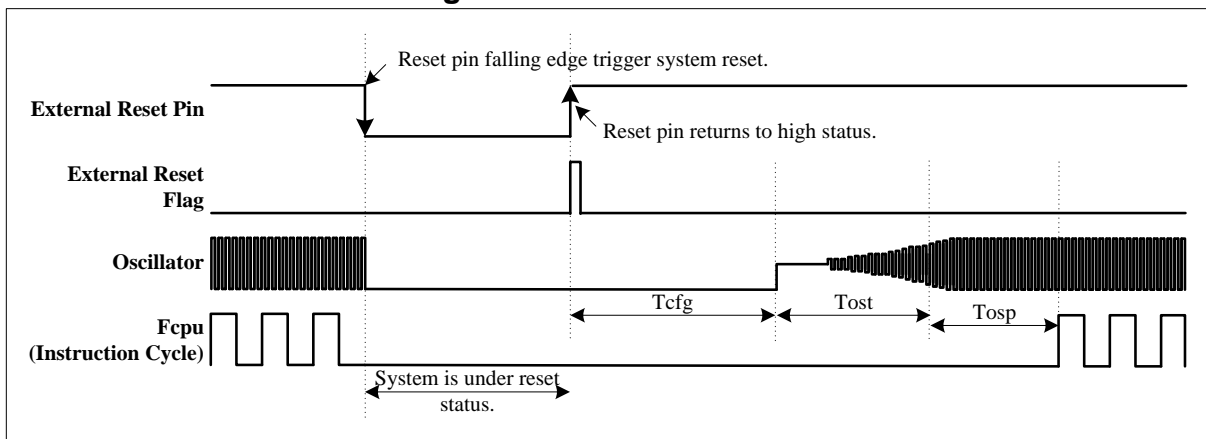 Reset pin falling edge trigger system reset.
External Reset Pin
Reset pin returns to high status.
External Reset
Flag
Oscillator
Tcfg
Tost
Tosp
Fcpu
(Instruction Cycle)
System is under reset
status.